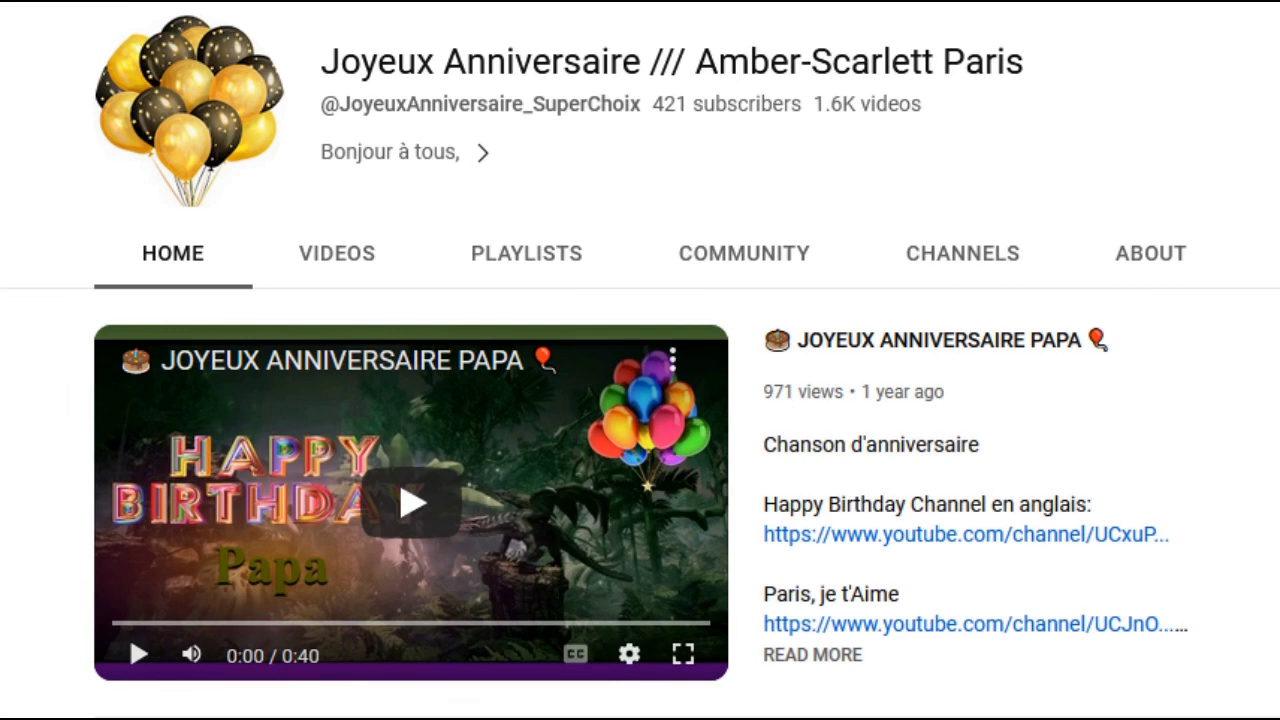 Joyeux Anniversaire /// Amber-Scarlett Paris
@JoyeuxAnniversaire_SuperChoix 421 subscribers 1.6K videos
Bonjour à tous,
HOME VIDEOS PLAYLISTS COMMUNITY CHANNELS ABOUT
JOYEUX ANNIVERSAIRE PAPA
HAPPY
BIRTHDAY
Papa
0:00 / 0:40
CC
JOYEUX ANNIVERSAIRE PAPA
971 views • 1 year ago
Chanson d'anniversaire
Happy Birthday Channel en anglais:
https://www.youtube.com/channel/UCxuP...
Paris, je t'Aime
https://www.youtube.com/channel/UCJnO......
READ MORE